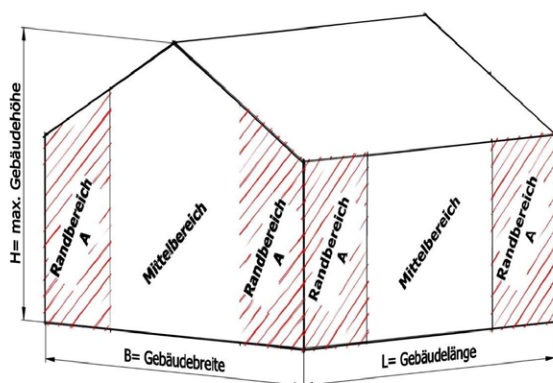 H= max. Gebäudehöhe
Randbereich
A
Mittelbereich
Randbereich
A
Randbereich
A
Mittelbereich
Randbereich
A
B= Gebäudebreite
L= Gebäudelänge